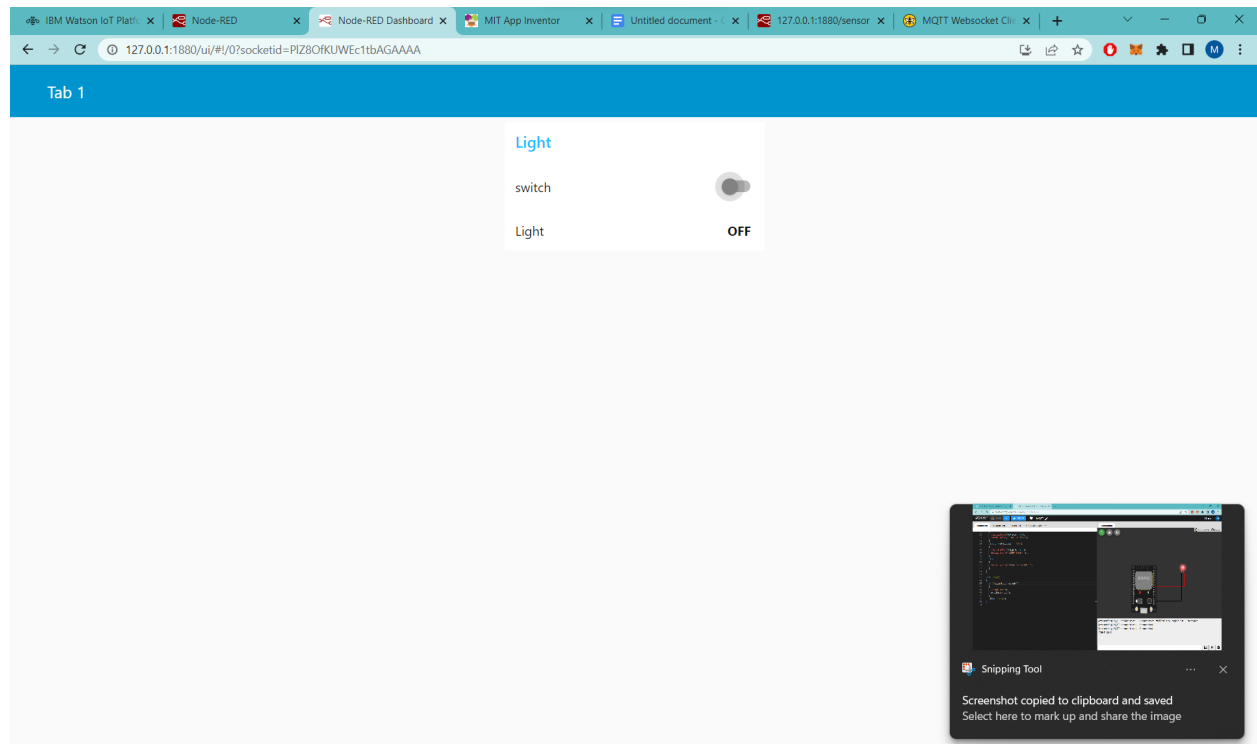 IBM Watson IoT Platfo
Node-RED
Node-RED Dashboard
MIT App Inventor
Untitled document -
127.0.0.1:1880/sensor
MQTT Websocket Clie
127.0.0.1:1880/ui/#!/0?socketid=PlZ8OfKUWEc1tbAGAAAA
M
Tab 1
Light
switch
Light OFF
Snipping Tool
Screenshot copied to clipboard and saved
Select here to mark up and share the image